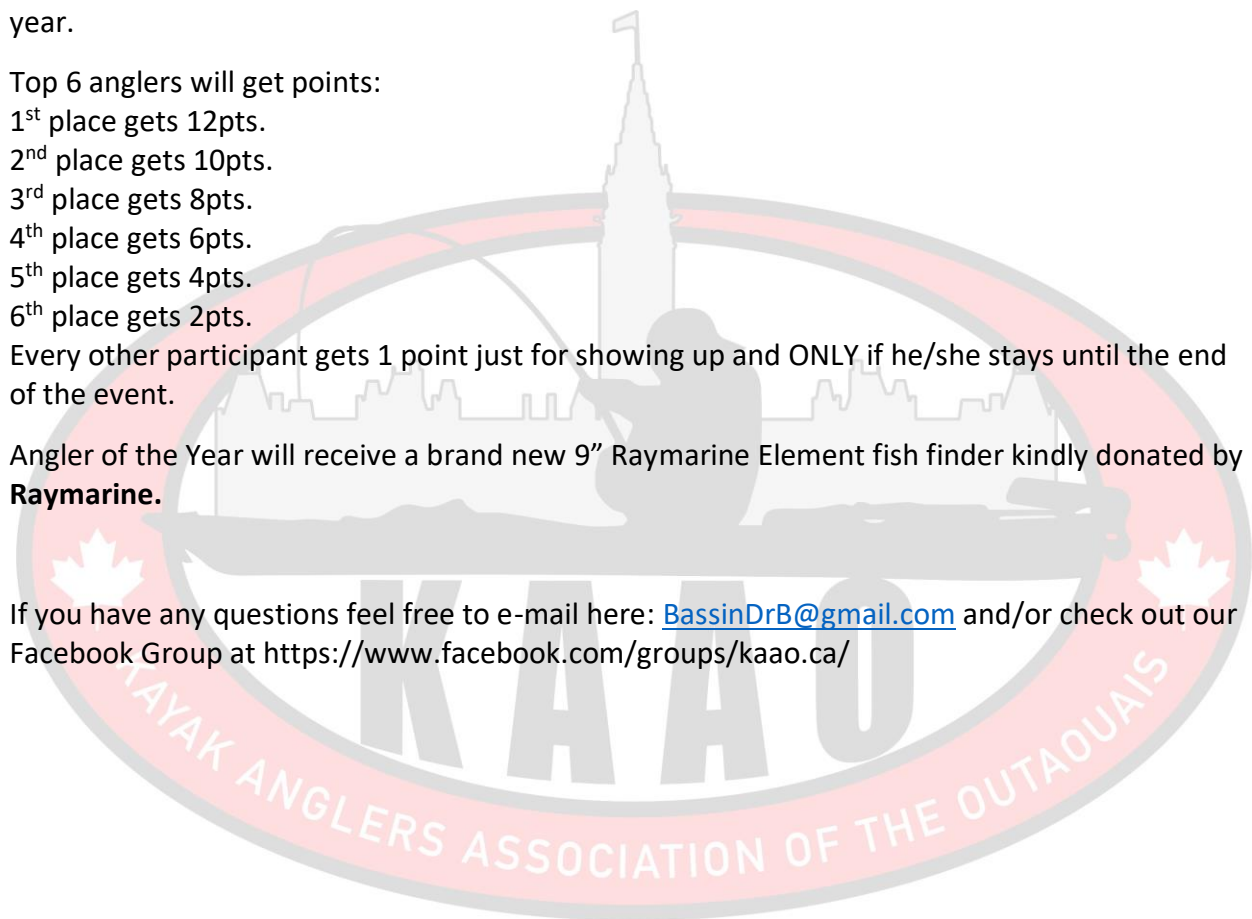 year.
Top 6 anglers will get points:
1st place gets 12pts.
2nd place gets 10pts.
3rd place gets 8pts.
4th place gets 6pts.
5th place gets 4pts.
6th place gets 2pts.
Every other participant gets 1 point just for showing up and ONLY if he/she stays until the end
of the event.
Angler of the Year will receive a brand new 9” Raymarine Element fish finder kindly donated by
Raymarine.
If you have any questions feel free to e-mail here: BassinDrB@gmail.com and/or check out our
Facebook Group at https://www.facebook.com/groups/kaao.ca/
KAAO
KAYAK ANGLERS ASSOCIATION OF THE OUTAOUAIS